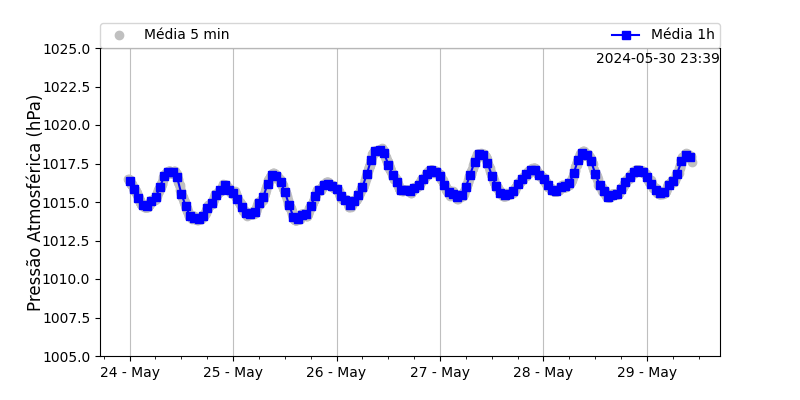 Média 5 min
Média 1h
2024-05-30 23:39
Pressão Atmosférica (hPa)
1025.0
1022.5
1020.0
1017.5
1015.0
1012.5
1010.0
1007.5
1005.0
24 - May
25 - May
26 - May
27 - May
28 - May
29 - May